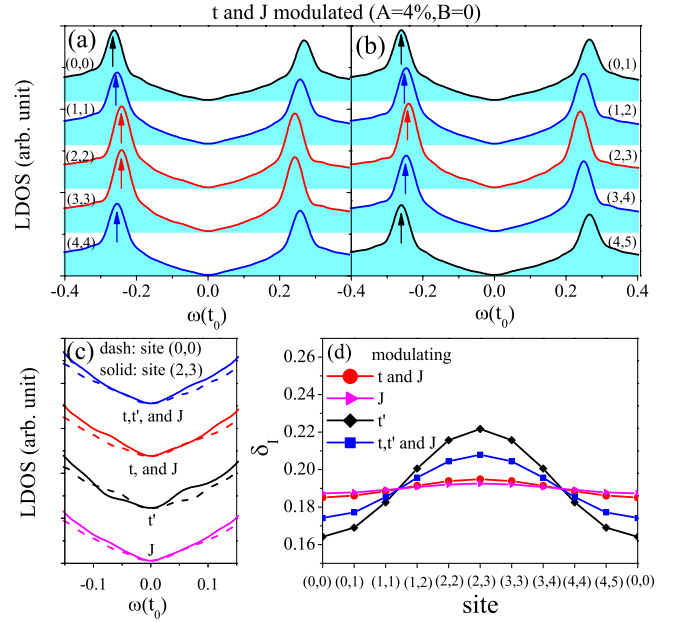 t and J modulated (A=4%,B=0)
LDOS (arb. unit)
(a)
(0,0)
(1,1)
(2,2)
(3,3)
(4,4)
-0.4 -0.2 0.0 0.2
ω(t₀)
(b)
(0,1)
(1,2)
(2,3)
(3,4)
(4,5)
-0.4 -0.2 0.0 0.2 0.4
ω(t₀)
LDOS (arb. unit)
(c)
dash: site (0,0)
solid: site (2,3)
t,t', and J
t, and J
t'
J
-0.1 0.0 0.1
ω(t₀)
(d)
modulating
t and J
J
t'
t,t' and J
δ_I
0.26
0.24
0.22
0.20
0.18
0.16
(0,0) (0,1) (1,1) (1,2) (2,2) (2,3) (3,3) (3,4) (4,4) (4,5) (0,0)
site